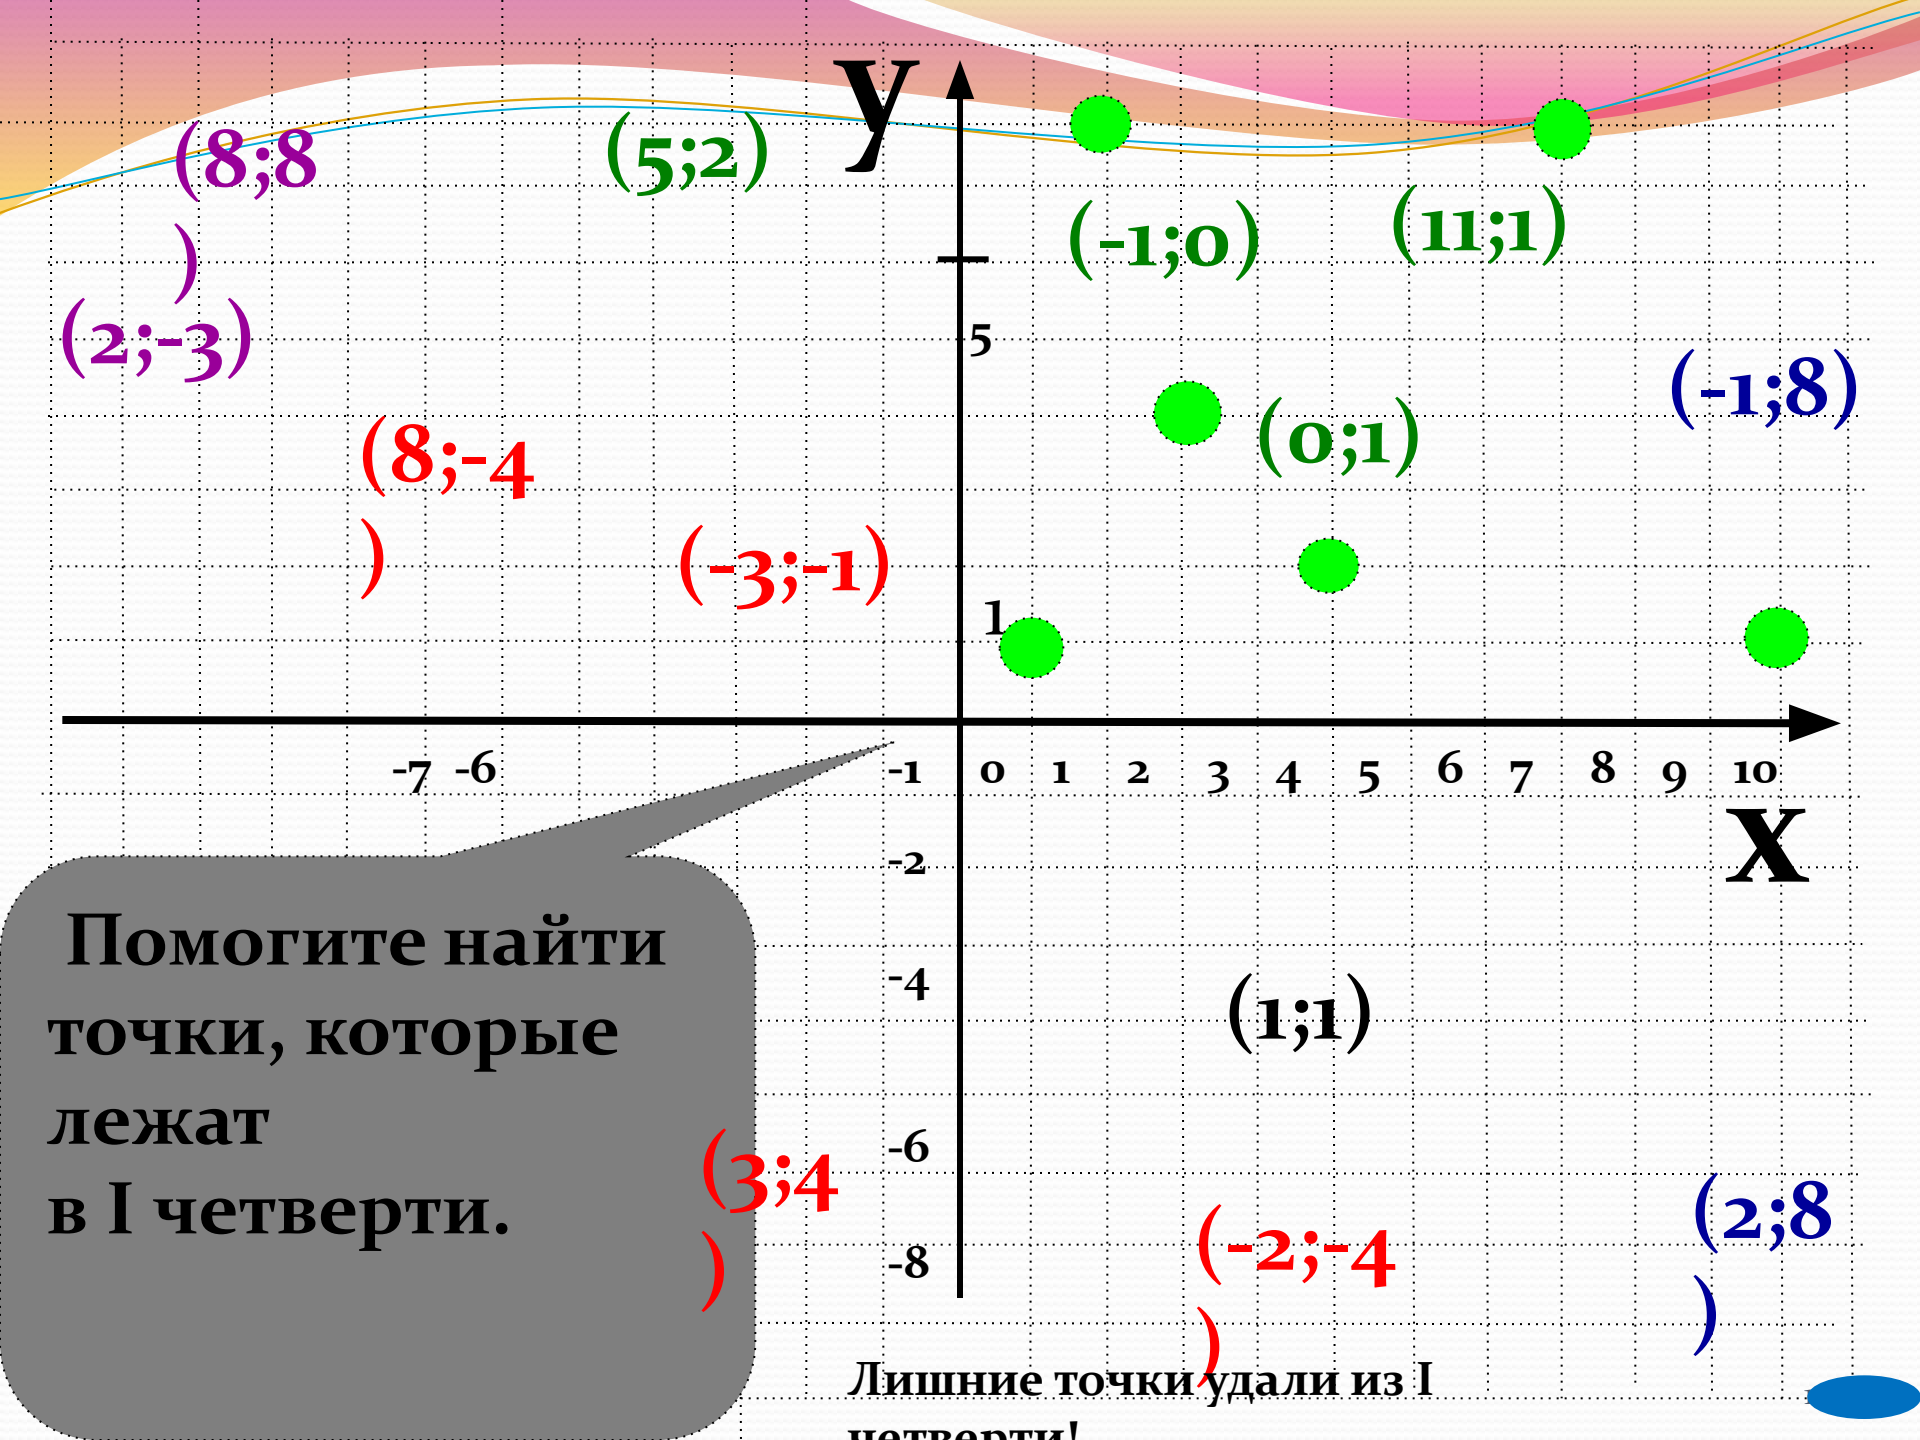 y
(8;8
)
(5;2)
(-1;0)
(11;1)
(2;-3)
5
(-1;8)
(8;-4
)
(0;1)
(-3;-1)
1
-7 -6 -1 0 1 2 3 4 5 6 7 8 9 10
x
-2
-4
-6
-8
Помогите найти
точки, которые
лежат
в I четверти.
(1;1)
(3;4
)
(-2;-4
)
(2;8
)
Лишние точки удали из I
четверти!